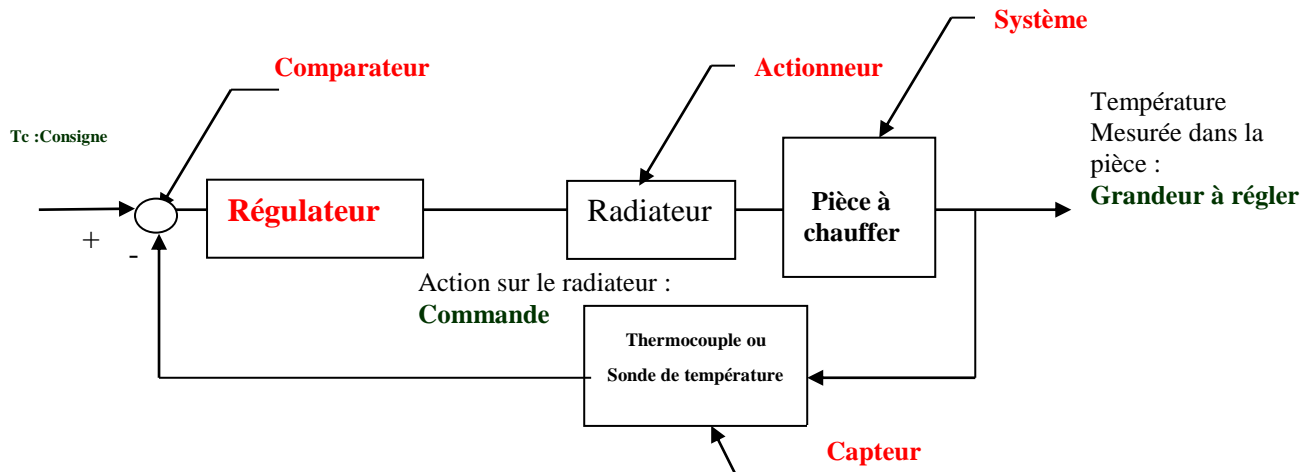 Système
Comparateur
Actionneur
Température
Mesurée dans la
pièce :
Grandeur à régler
Tc :Consigne
Régulateur
Radiateur
Pièce à
chauffer
+
-
Action sur le radiateur :
Commande
Thermocouple ou
Sonde de température
Capteur